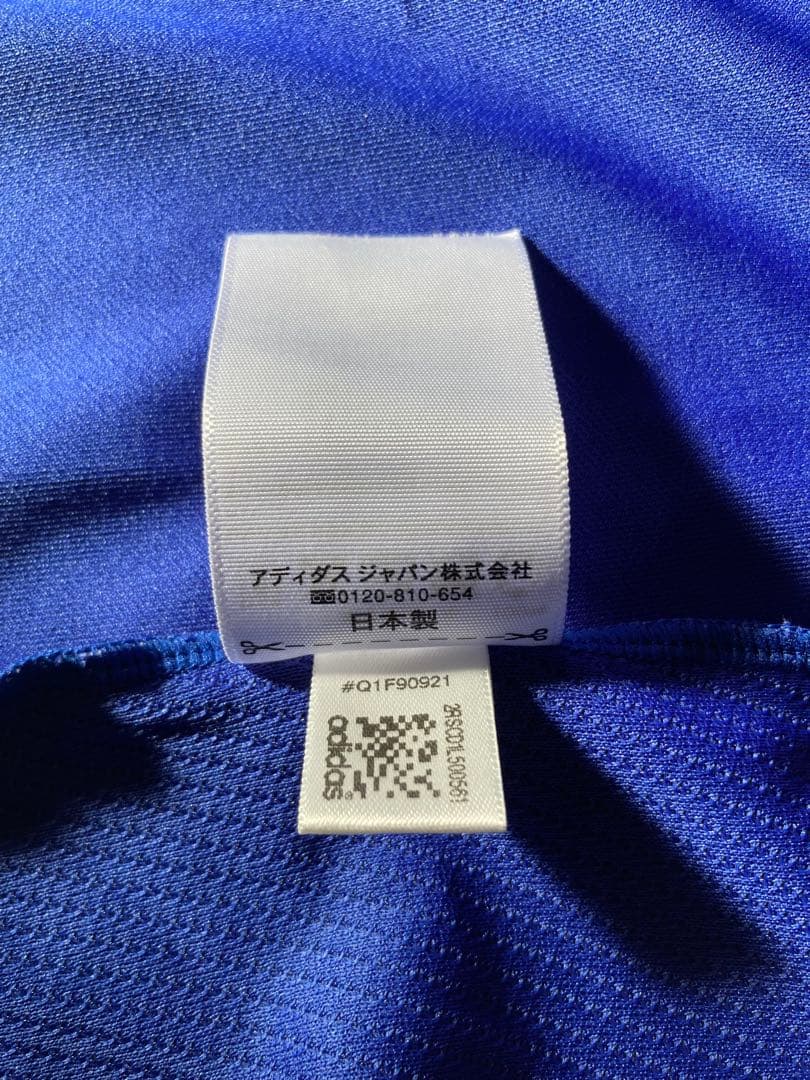 アディダス ジャパン株式会社
0120-810-654
日本製
#Q1F90921
adidas®
2RSC01L500561